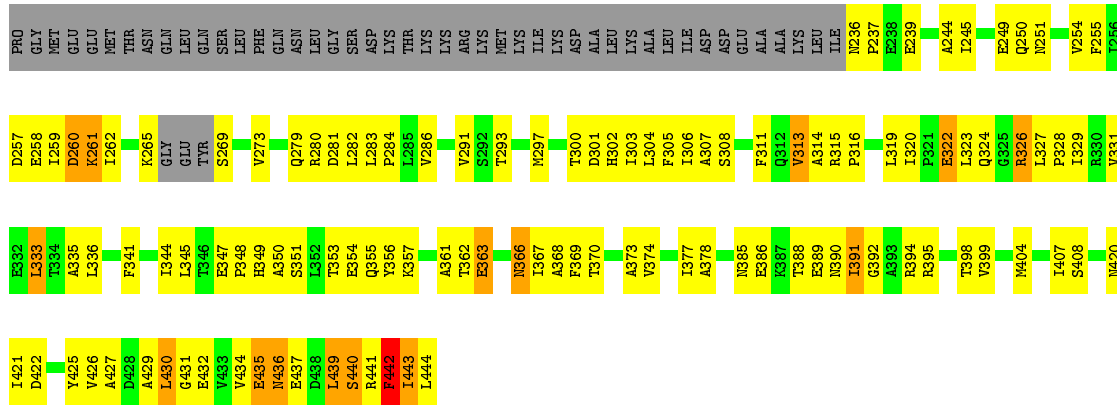 PRO GLY MET GLU GLU MET THR ASN GLN LEU GLN SER LEU PHE GLN ASN LEU GLY SER ASP LYS THR LYS LYS ARG LYS MET LYS ILE LYS ASP ALA LEU LYS ALA LEU ILE ASP ASP GLU ALA ALA LYS LEU ILE N236 P237 E238 E239 A244 I245 E249 Q250 N251 V254 F255 I256
D257 E258 I259 D260 K261 I262 K265 GLY GLU TYR S269 V273 Q279 R280 D281 L282 L283 P284 L285 V286 V291 S292 T293 M297 T300 D301 H302 I303 L304 F305 I306 A307 S308 F311 Q312 V313 A314 R315 P316 L319 I320 P321 E322 L323 Q324 G325 R326 L327 P328 I329 R330 V331
E332 L333 T334 A335 L336 F341 I344 L345 T346 E347 P348 H349 A350 S351 L352 T353 E354 Q355 Y356 K357 A361 T362 E363 N366 I367 A368 F369 T370 A373 V374 I377 A378 N385 E386 K387 T388 E389 N390 I391 G392 A393 R394 R395 T398 V399 M404 I407 S408 N420
I421 D422 Y425 V426 A427 D428 A429 L430 G431 E432 V433 V434 E435 N436 E437 D438 L439 S440 R441 F442 I443 L444